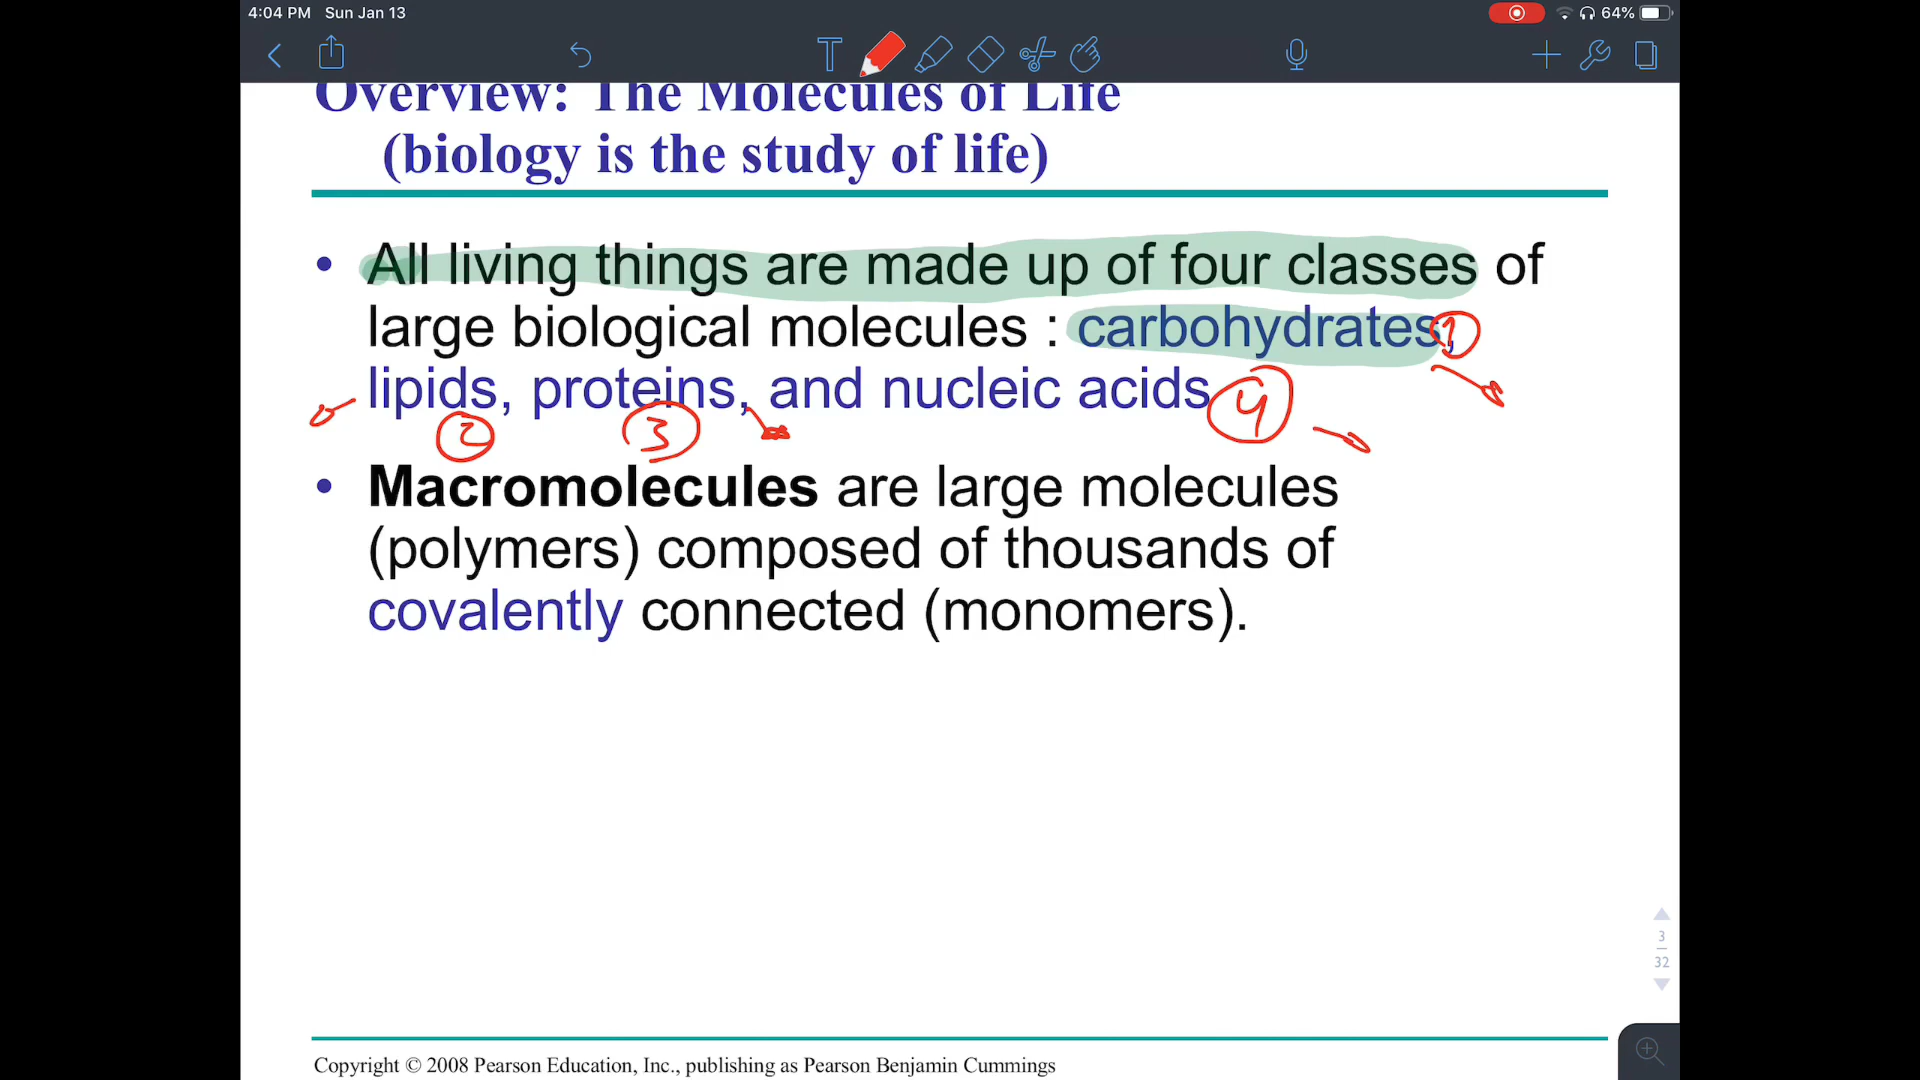 4:04 PM Sun Jan 13
64%
Overview: The Molecules of Life
(biology is the study of life)
• All living things are made up of four classes of
large biological molecules : carbohydrates, 1
lipids, proteins, and nucleic acids 4
2 3
• Macromolecules are large molecules
(polymers) composed of thousands of
covalently connected (monomers).
3
32
Copyright © 2008 Pearson Education, Inc., publishing as Pearson Benjamin Cummings